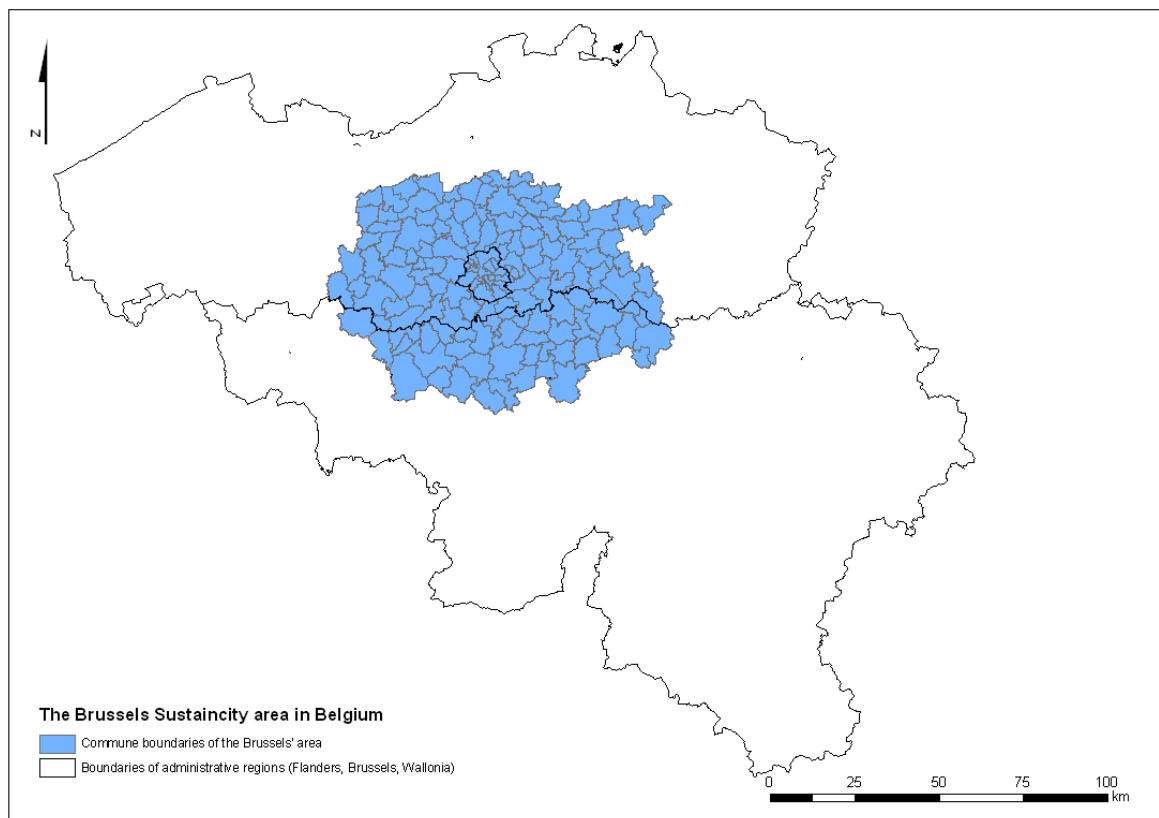 Z
The Brussels Sustaincity area in Belgium
Commune boundaries of the Brussels' area
Boundaries of administrative regions (Flanders, Brussels, Wallonia)
0 25 50 75 100
km